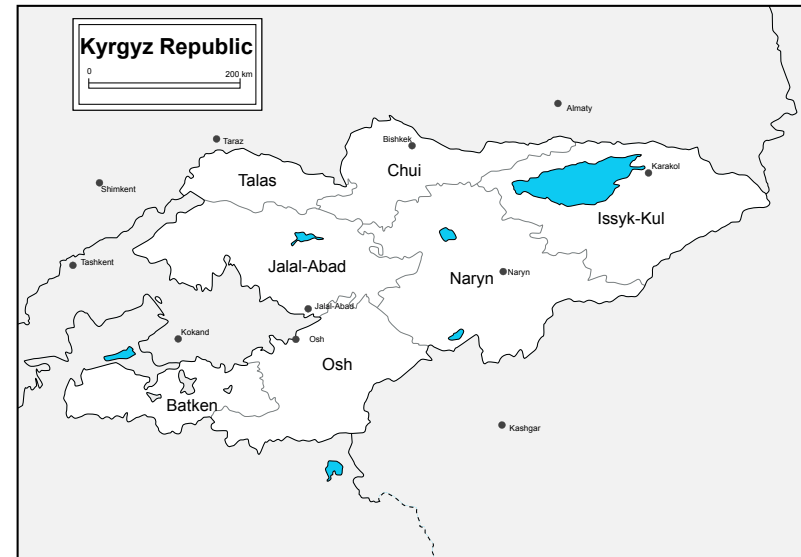 Kyrgyz Republic
0 200 km
Almaty
Taraz
Bishkek
Chui
Karakol
Talas
Shimkent
Issyk-Kul
Tashkent
Jalal-Abad
Naryn
Naryn
Jalal-Abad
Kokand
Osh
Osh
Batken
Kashgar